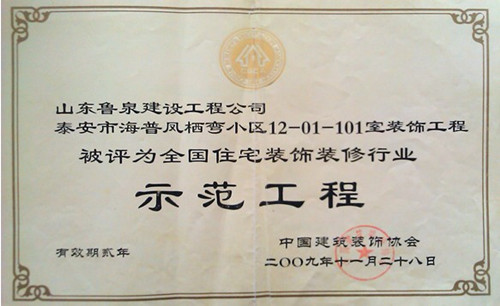 山东鲁泉建设工程公司
泰安市海普凤栖弯小区12-01-101室装饰工程
被评为全国住宅装饰装修行业
示范工程
中国建筑装饰协会
有效期贰年
二〇〇九年十一月二十八日